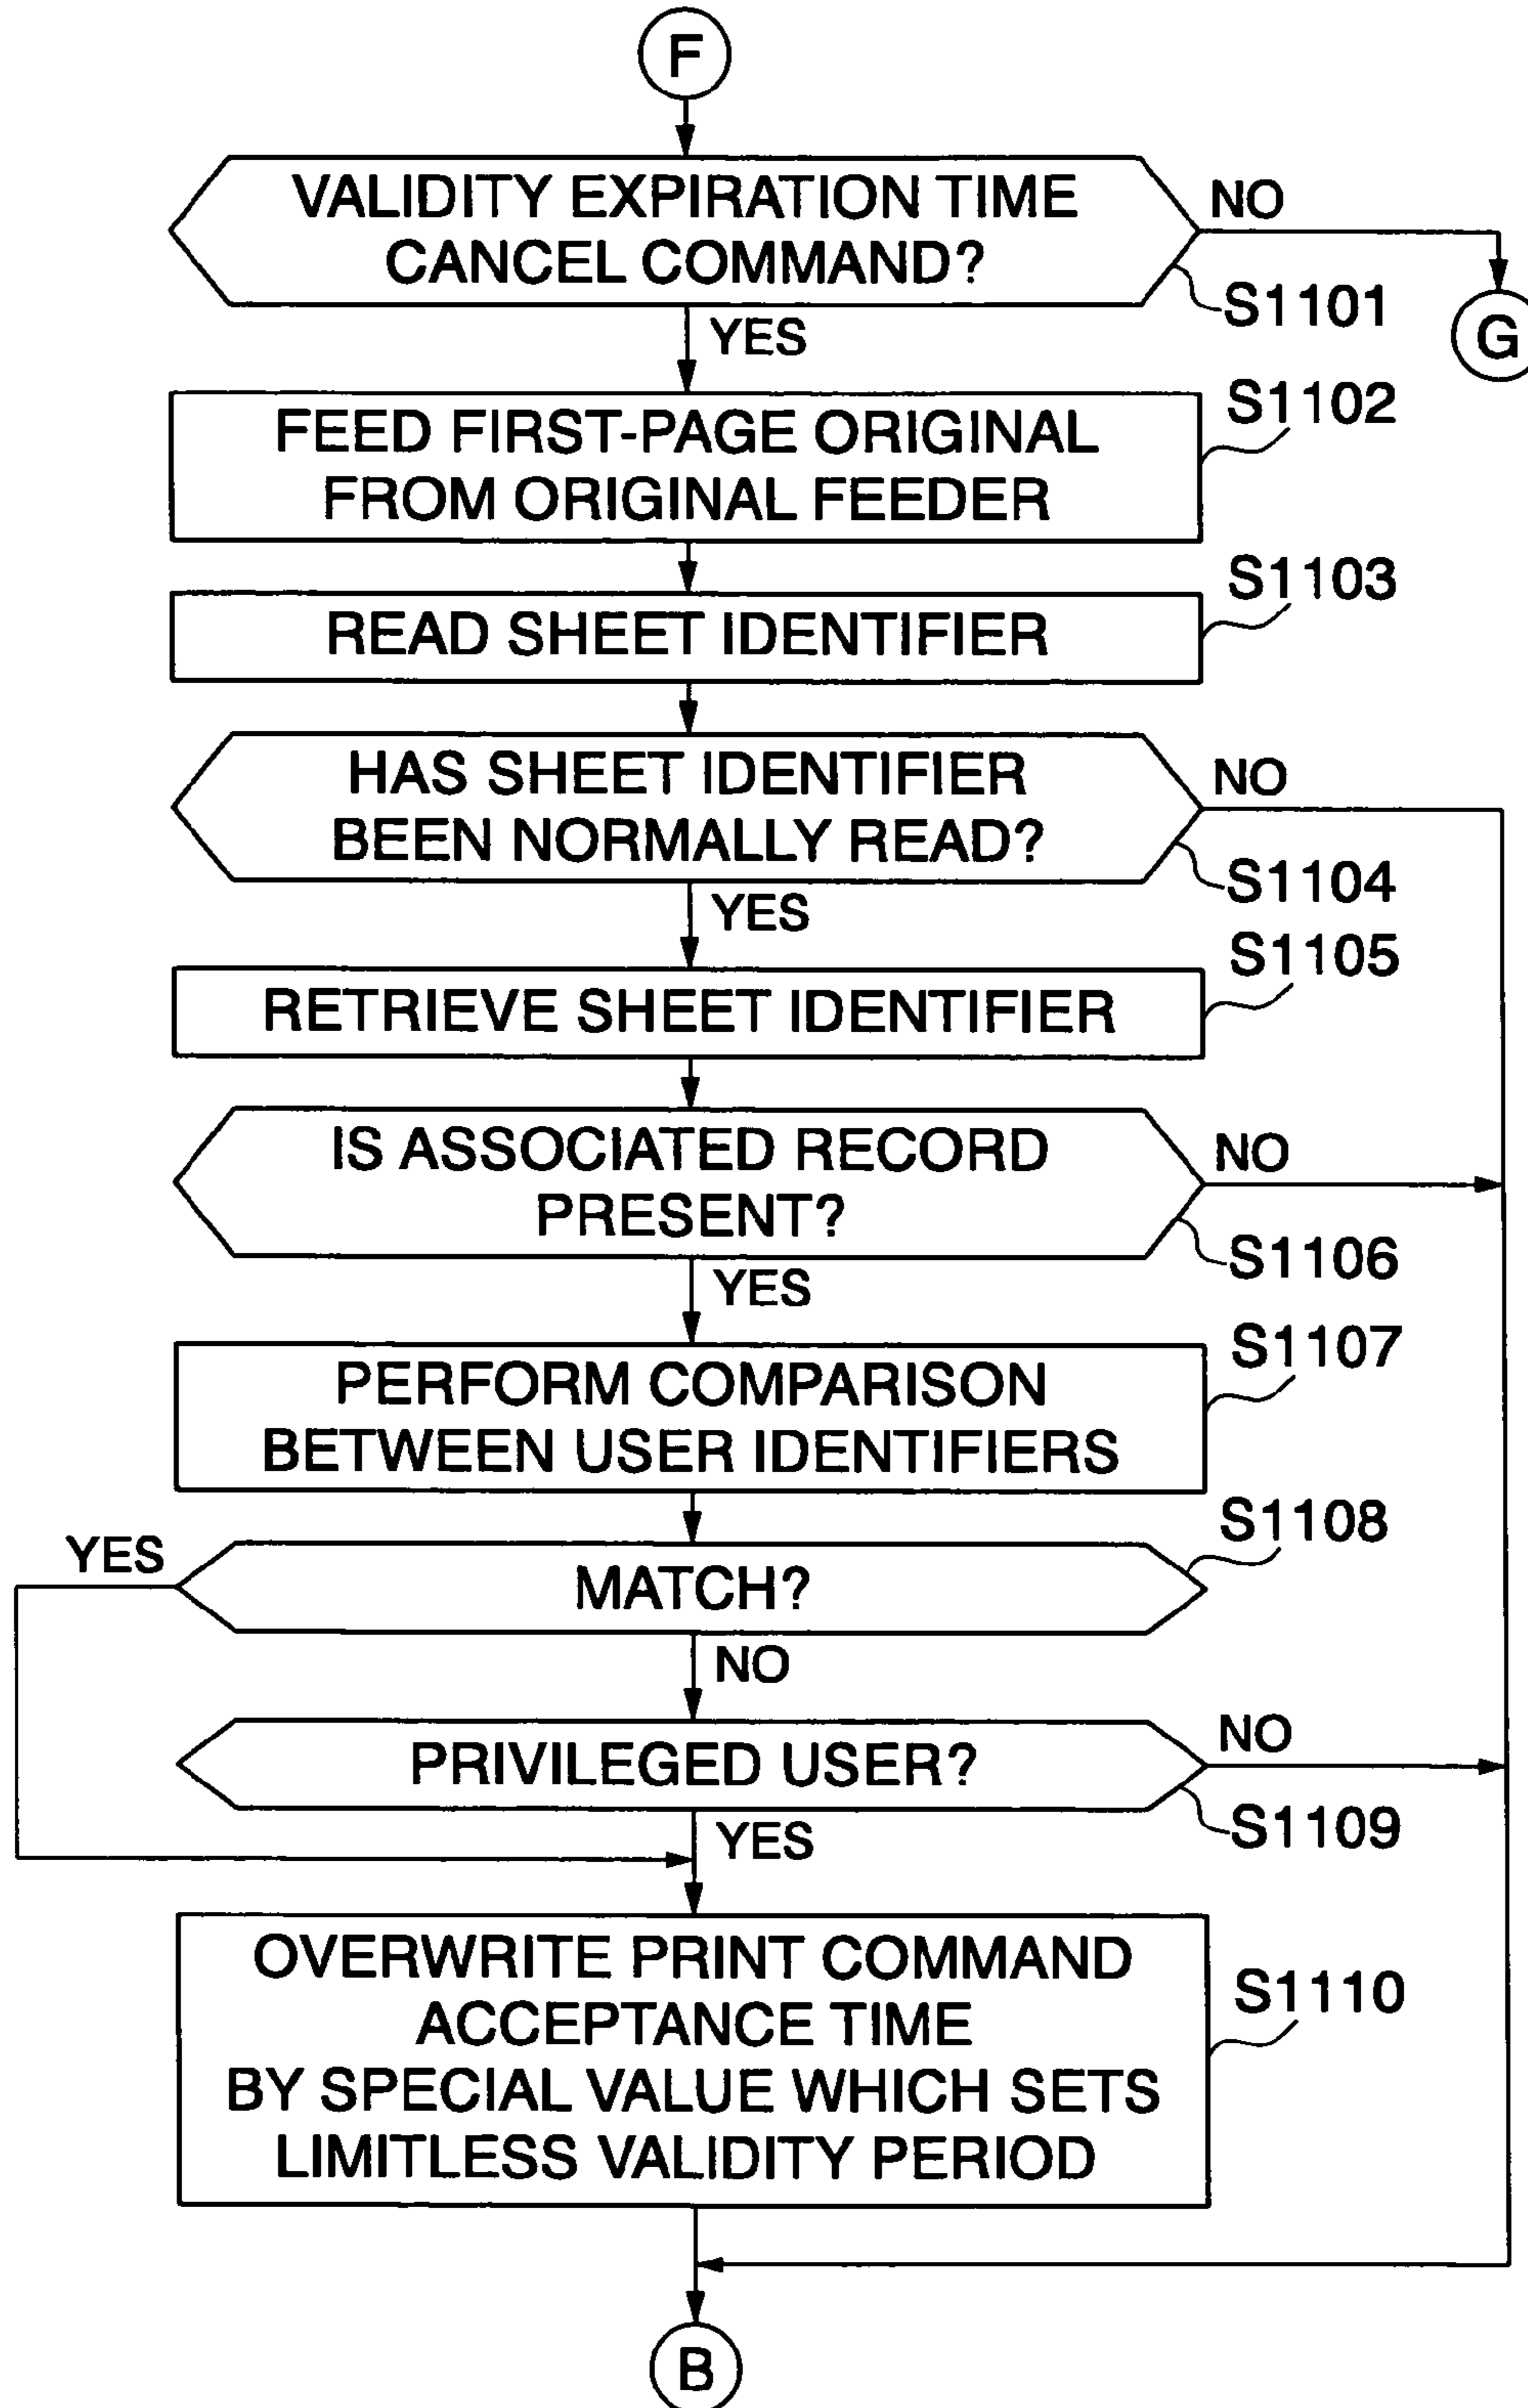 F
VALIDITY EXPIRATION TIME
CANCEL COMMAND?
NO
S1101
G
YES
S1102
FEED FIRST-PAGE ORIGINAL
FROM ORIGINAL FEEDER
S1103
READ SHEET IDENTIFIER
HAS SHEET IDENTIFIER
BEEN NORMALLY READ?
NO
S1104
YES
S1105
RETRIEVE SHEET IDENTIFIER
IS ASSOCIATED RECORD
PRESENT?
NO
S1106
YES
S1107
PERFORM COMPARISON
BETWEEN USER IDENTIFIERS
S1108
YES
MATCH?
NO
PRIVILEGED USER?
NO
S1109
YES
OVERWRITE PRINT COMMAND
ACCEPTANCE TIME
BY SPECIAL VALUE WHICH SETS
LIMITLESS VALIDITY PERIOD
S1110
B